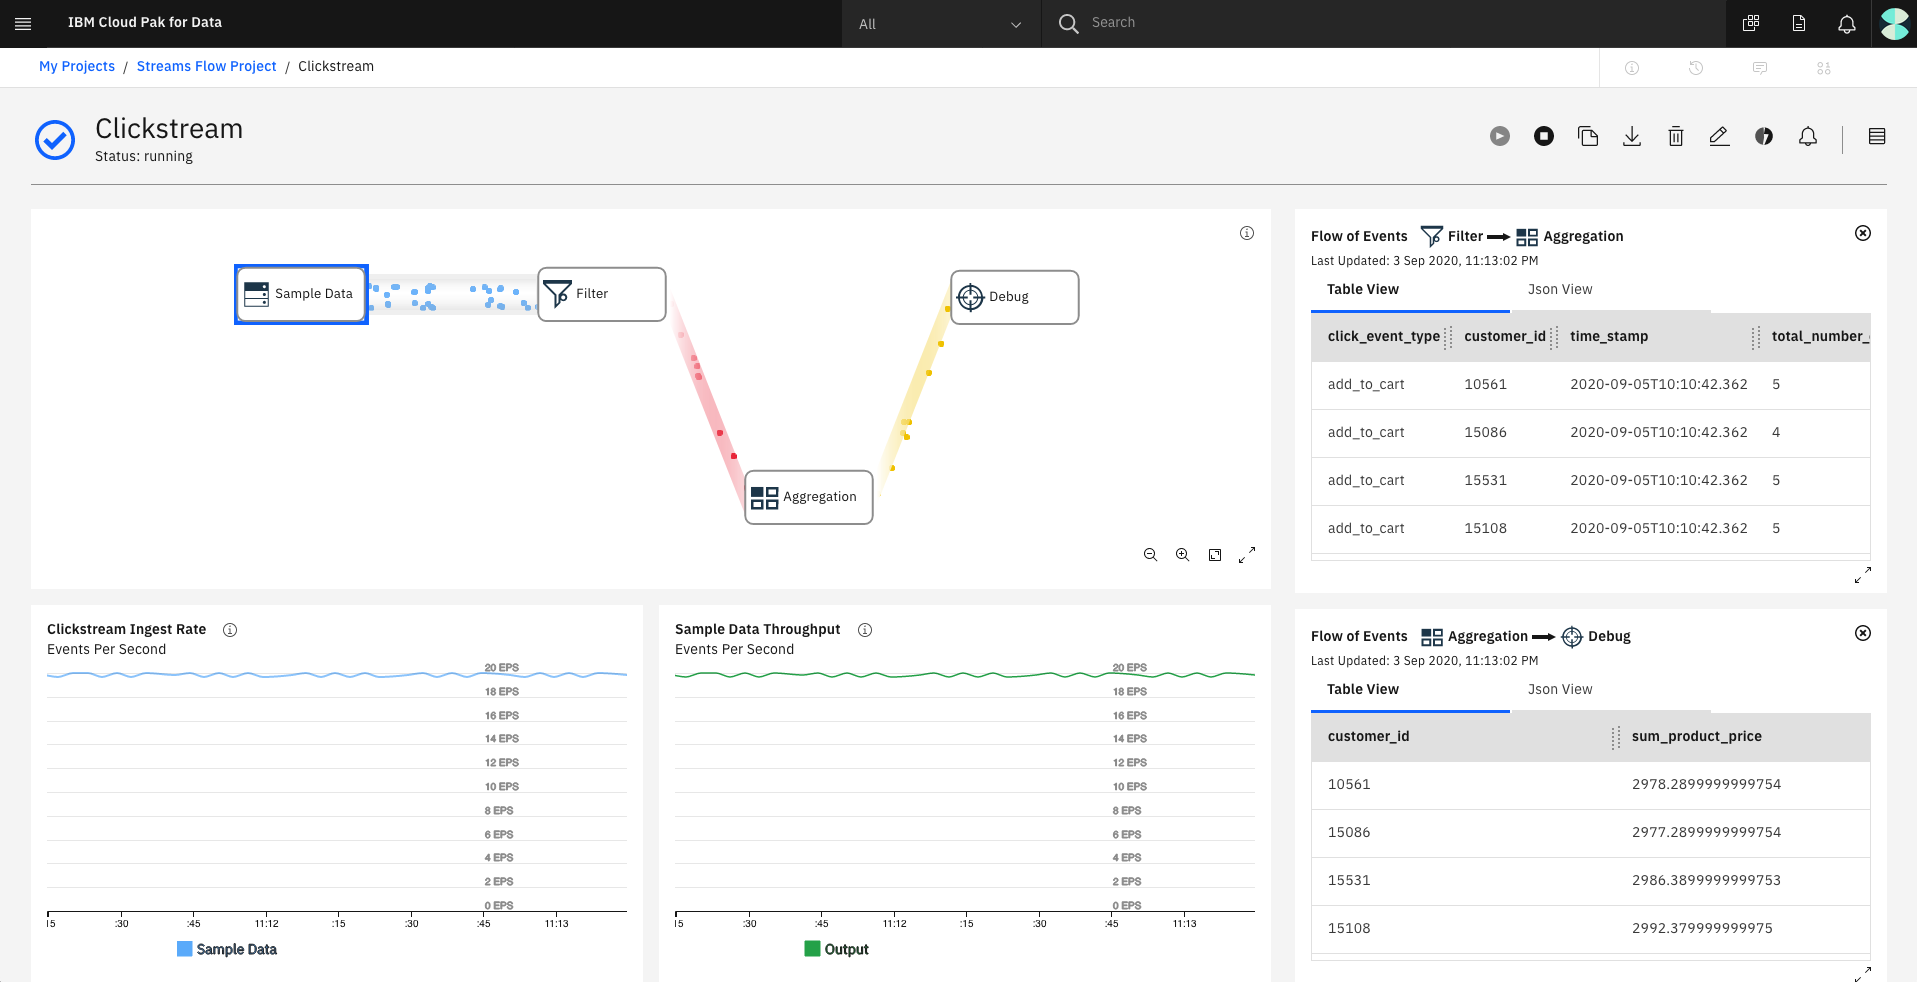 IBM Cloud Pak for Data
All
Search
My Projects / Streams Flow Project / Clickstream
Clickstream
Status: running
Sample Data
Filter
Debug
Aggregation
Flow of Events Filter Aggregation
Last Updated: 3 Sep 2020, 11:13:02 PM
Table View Json View
click_event_type customer_id time_stamp total_number_
add_to_cart 10561 2020-09-05T10:10:42.362 5
add_to_cart 15086 2020-09-05T10:10:42.362 4
add_to_cart 15531 2020-09-05T10:10:42.362 5
add_to_cart 15108 2020-09-05T10:10:42.362 5
Clickstream Ingest Rate
Events Per Second
20 EPS
18 EPS
16 EPS
14 EPS
12 EPS
10 EPS
8 EPS
6 EPS
4 EPS
2 EPS
0 EPS
:30 :45 11:12 :15 :30 :45 11:13
Sample Data
Sample Data Throughput
Events Per Second
20 EPS
18 EPS
16 EPS
14 EPS
12 EPS
10 EPS
8 EPS
6 EPS
4 EPS
2 EPS
0 EPS
:30 :45 11:12 :15 :30 :45 11:13
Output
Flow of Events Aggregation Debug
Last Updated: 3 Sep 2020, 11:13:02 PM
Table View Json View
customer_id sum_product_price
10561 2978.2899999999754
15086 2977.2899999999754
15531 2986.3899999999753
15108 2992.379999999975